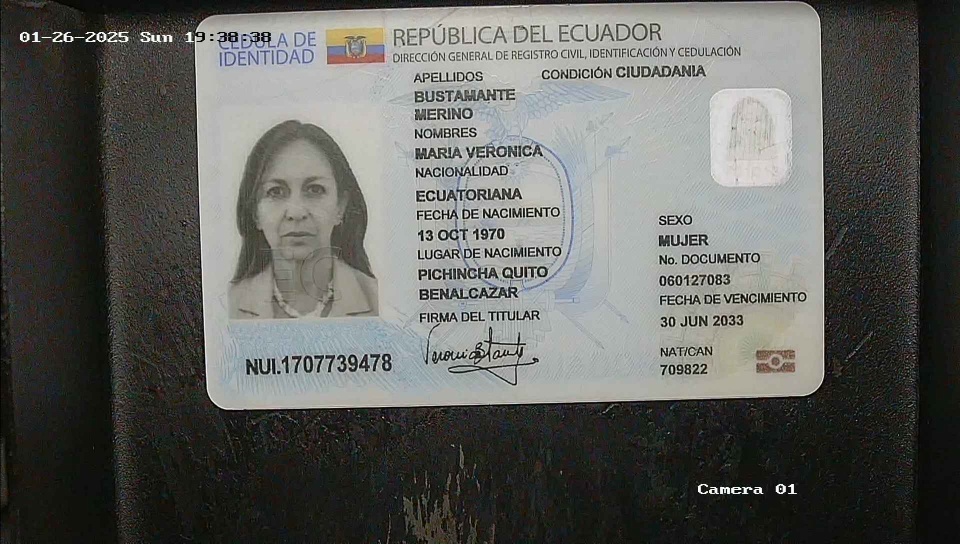 01-26-2025 Sun 19:38:38
CÉDULA DE
IDENTIDAD
REPÚBLICA DEL ECUADOR
DIRECCIÓN GENERAL DE REGISTRO CIVIL, IDENTIFICACIÓN Y CEDULACIÓN
APELLIDOS
CONDICIÓN CIUDADANIA
BUSTAMANTE
MERINO
NOMBRES
MARIA VERONICA
NACIONALIDAD
ECUATORIANA
FECHA DE NACIMIENTO
13 OCT 1970
LUGAR DE NACIMIENTO
PICHINCHA QUITO
BENALCAZAR
FIRMA DEL TITULAR
SEXO
MUJER
No. DOCUMENTO
060127083
FECHA DE VENCIMIENTO
30 JUN 2033
NAT/CAN
709822
NUI.1707739478
EC
Camera 01